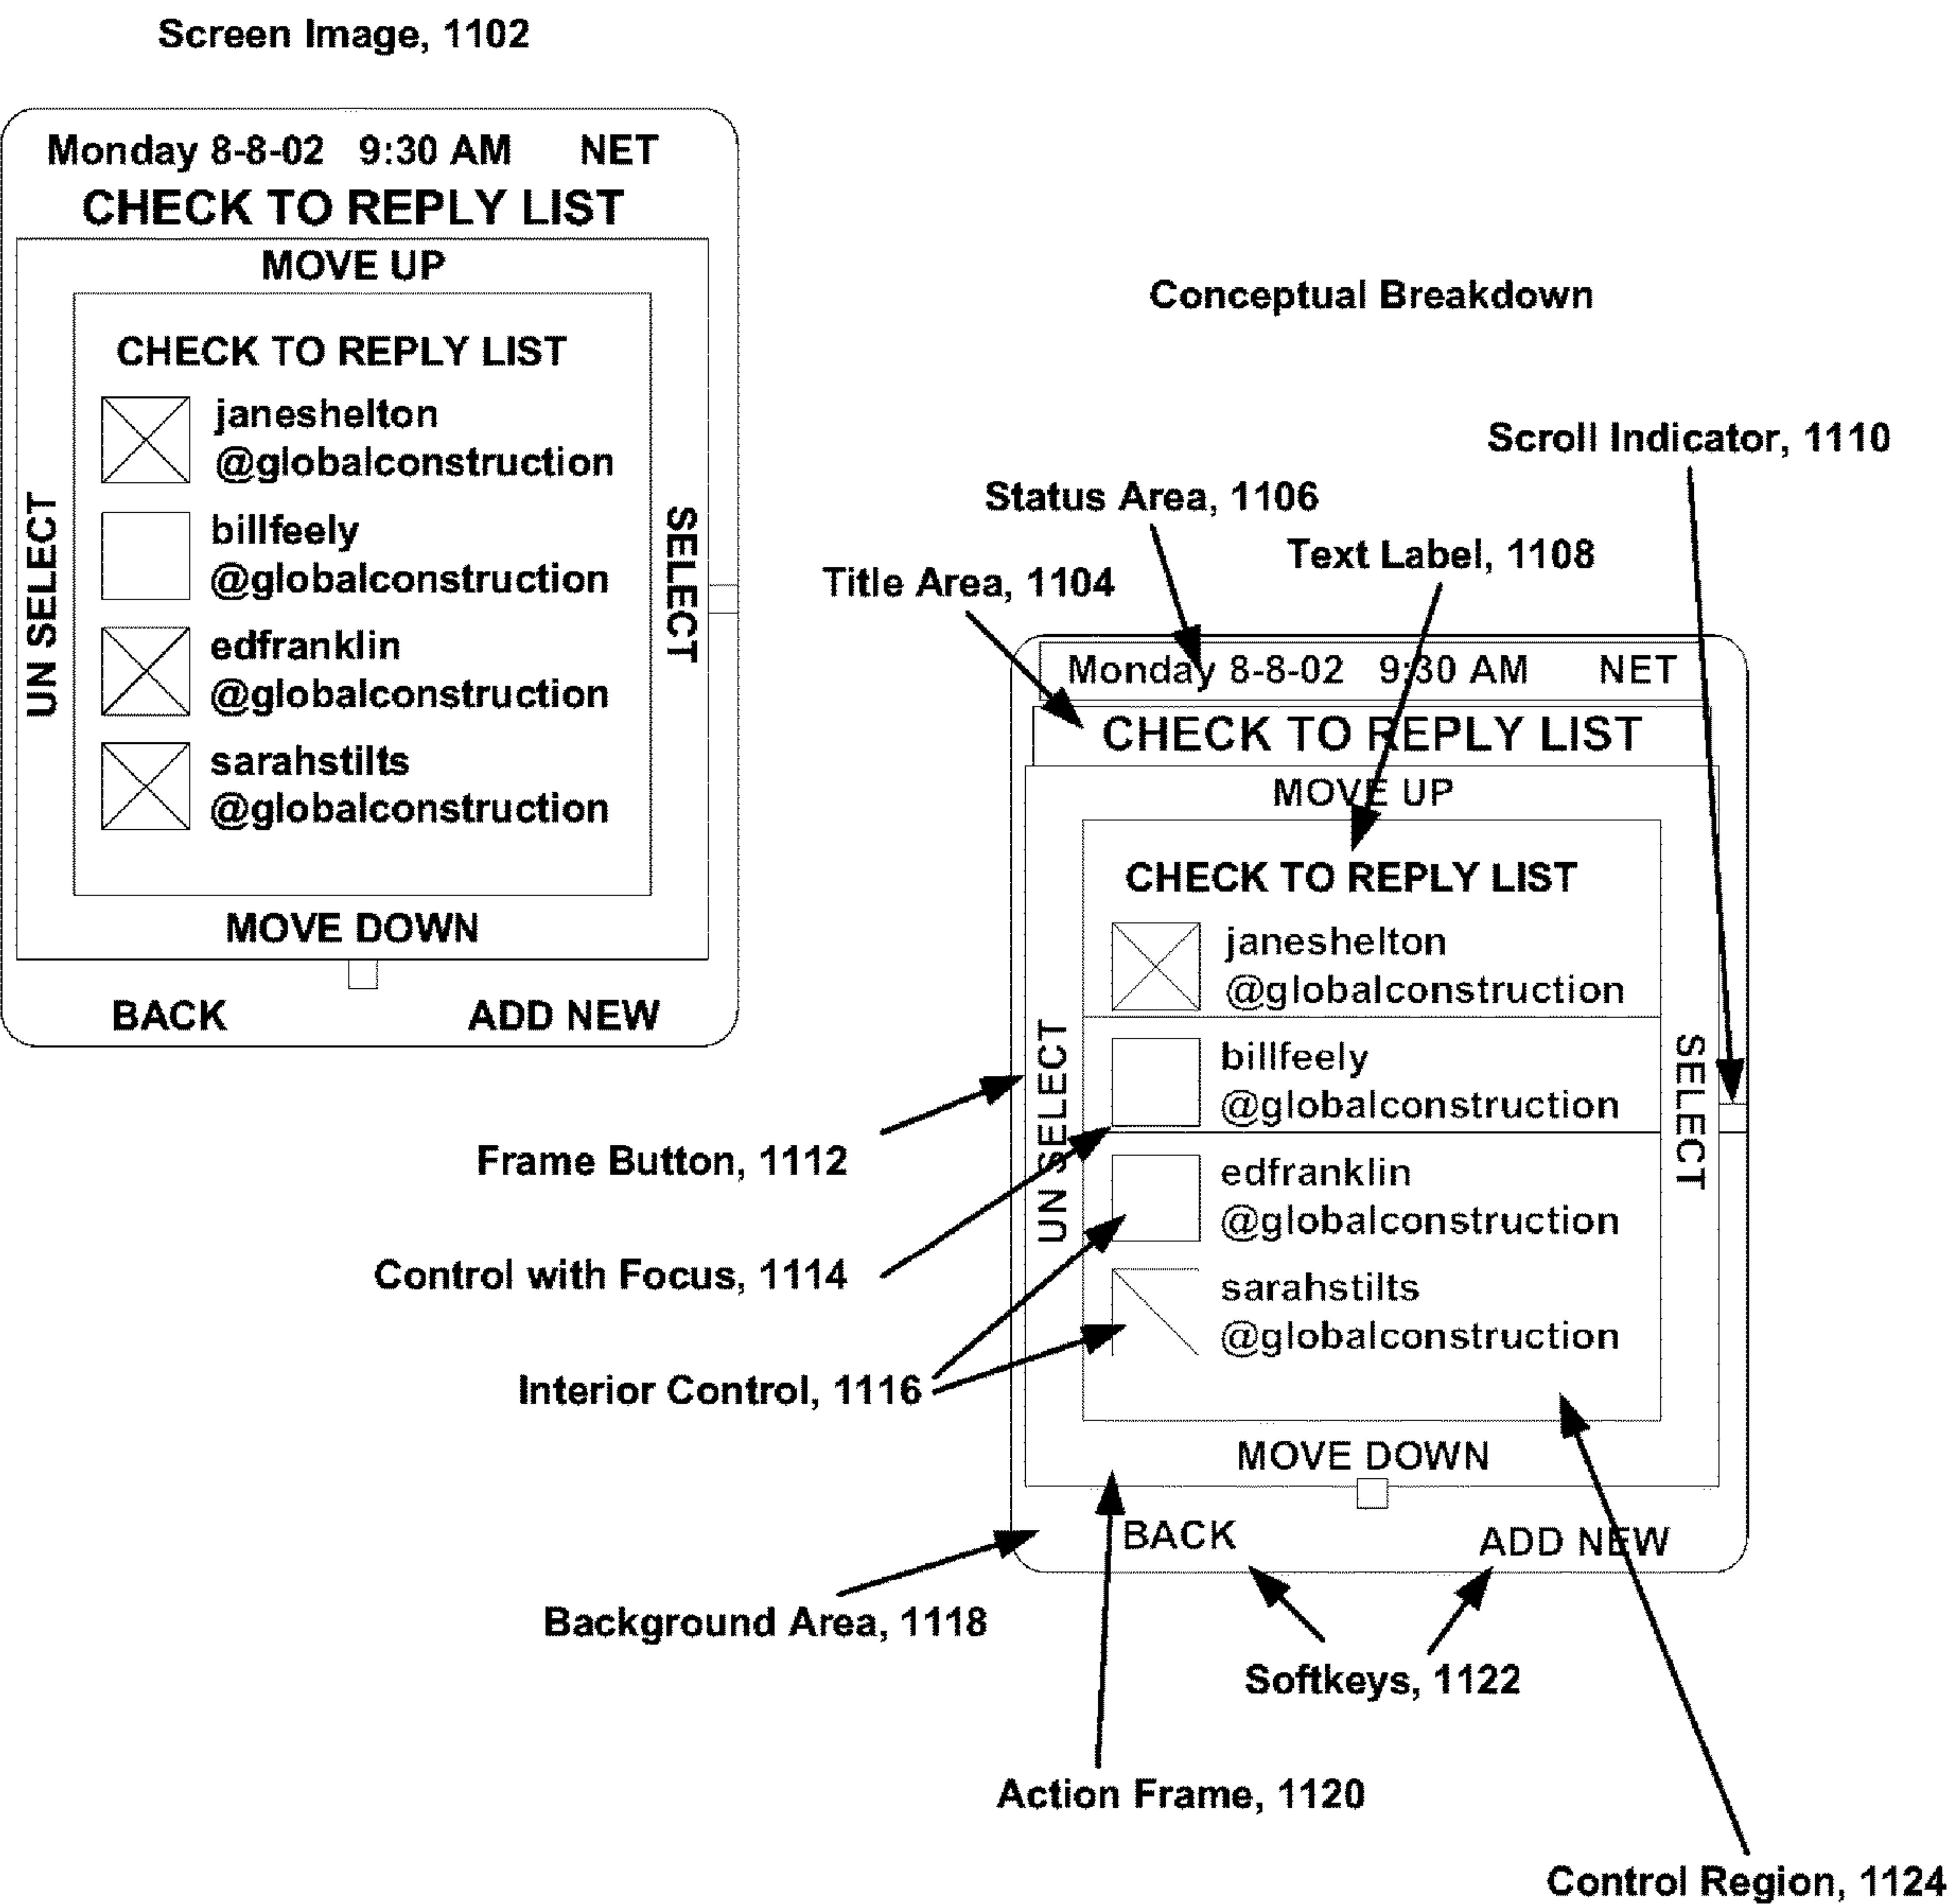 Screen Image, 1102
Monday 8-8-02 9:30 AM NET
CHECK TO REPLY LIST
MOVE UP
CHECK TO REPLY LIST
janeshelton
@globalconstruction
billfeely
@globalconstruction
edfranklin
@globalconstruction
sarahstilts
@globalconstruction
UN SELECT
SELECT
MOVE DOWN
BACK ADD NEW
Conceptual Breakdown
Scroll Indicator, 1110
Status Area, 1106
Text Label, 1108
Title Area, 1104
Monday 8-8-02 9:30 AM NET
CHECK TO REPLY LIST
MOVE UP
CHECK TO REPLY LIST
janeshelton
@globalconstruction
billfeely
@globalconstruction
edfranklin
@globalconstruction
sarahstilts
@globalconstruction
UN SELECT
SELECT
MOVE DOWN
BACK ADD NEW
Frame Button, 1112
Control with Focus, 1114
Interior Control, 1116
Background Area, 1118
Softkeys, 1122
Action Frame, 1120
Control Region, 1124